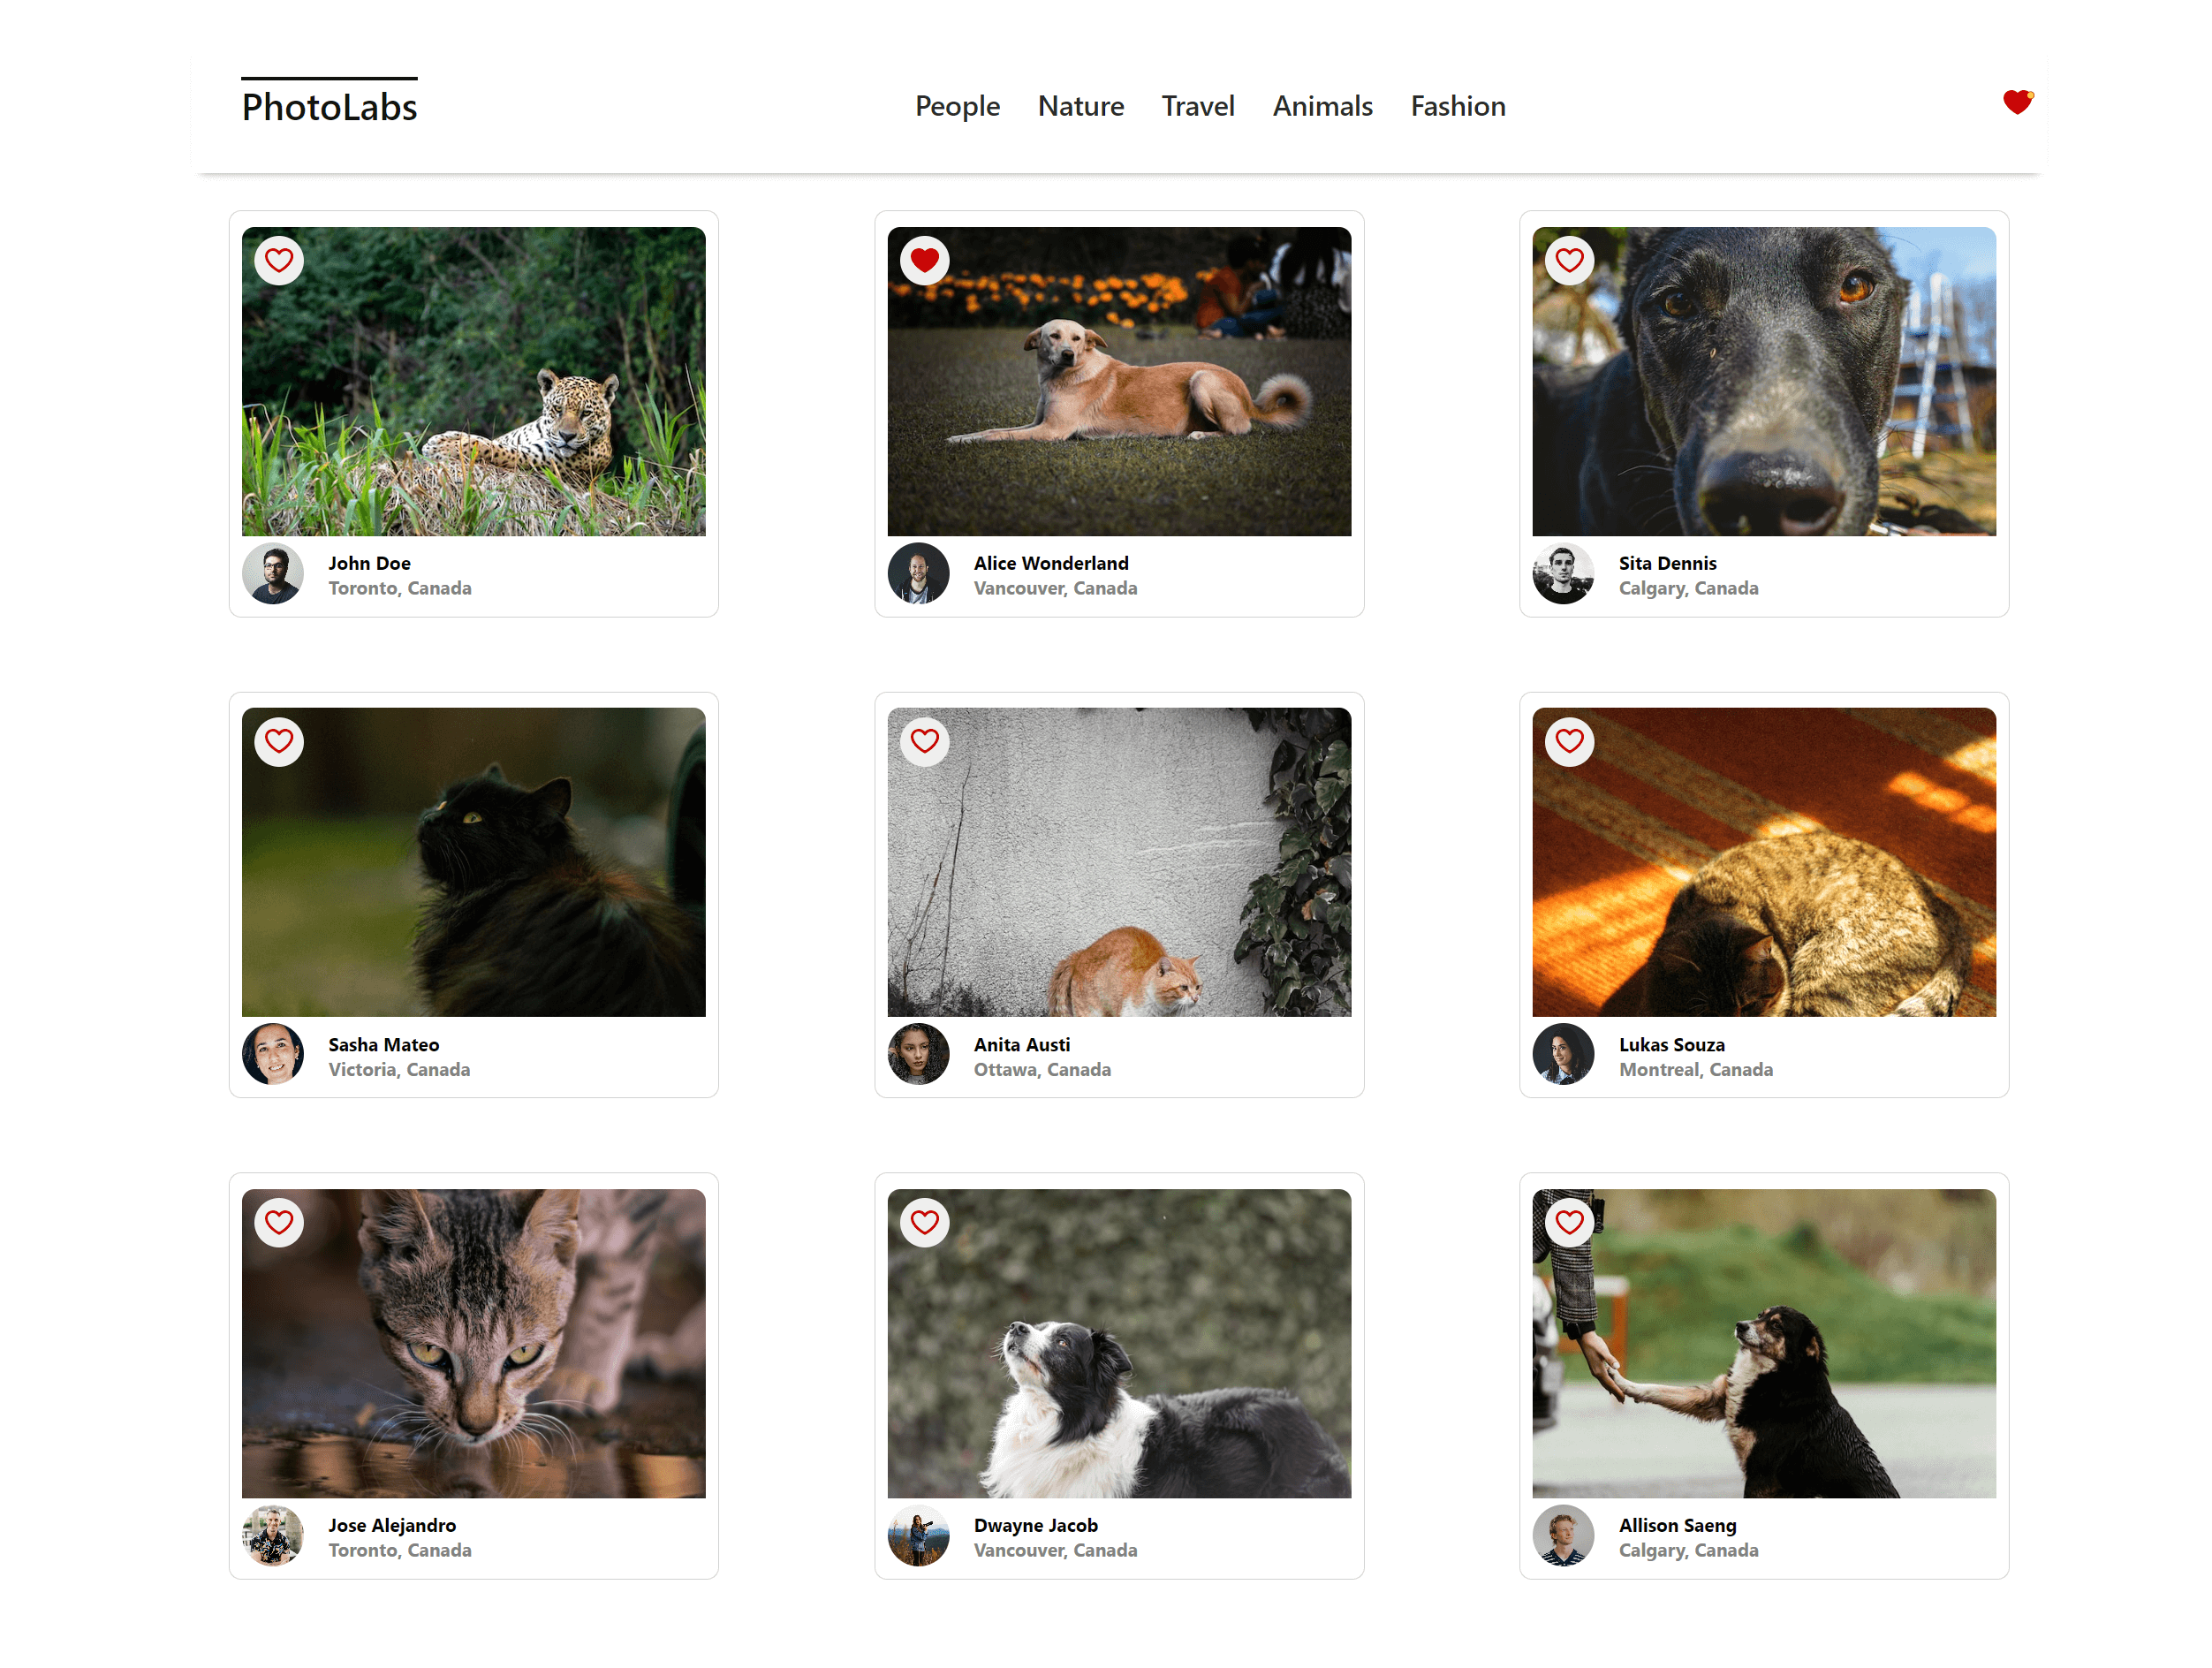 PhotoLabs
People Nature Travel Animals Fashion
John Doe
Toronto, Canada
Alice Wonderland
Vancouver, Canada
Sita Dennis
Calgary, Canada
Sasha Mateo
Victoria, Canada
Anita Austi
Ottawa, Canada
Lukas Souza
Montreal, Canada
Jose Alejandro
Toronto, Canada
Dwayne Jacob
Vancouver, Canada
Allison Saeng
Calgary, Canada